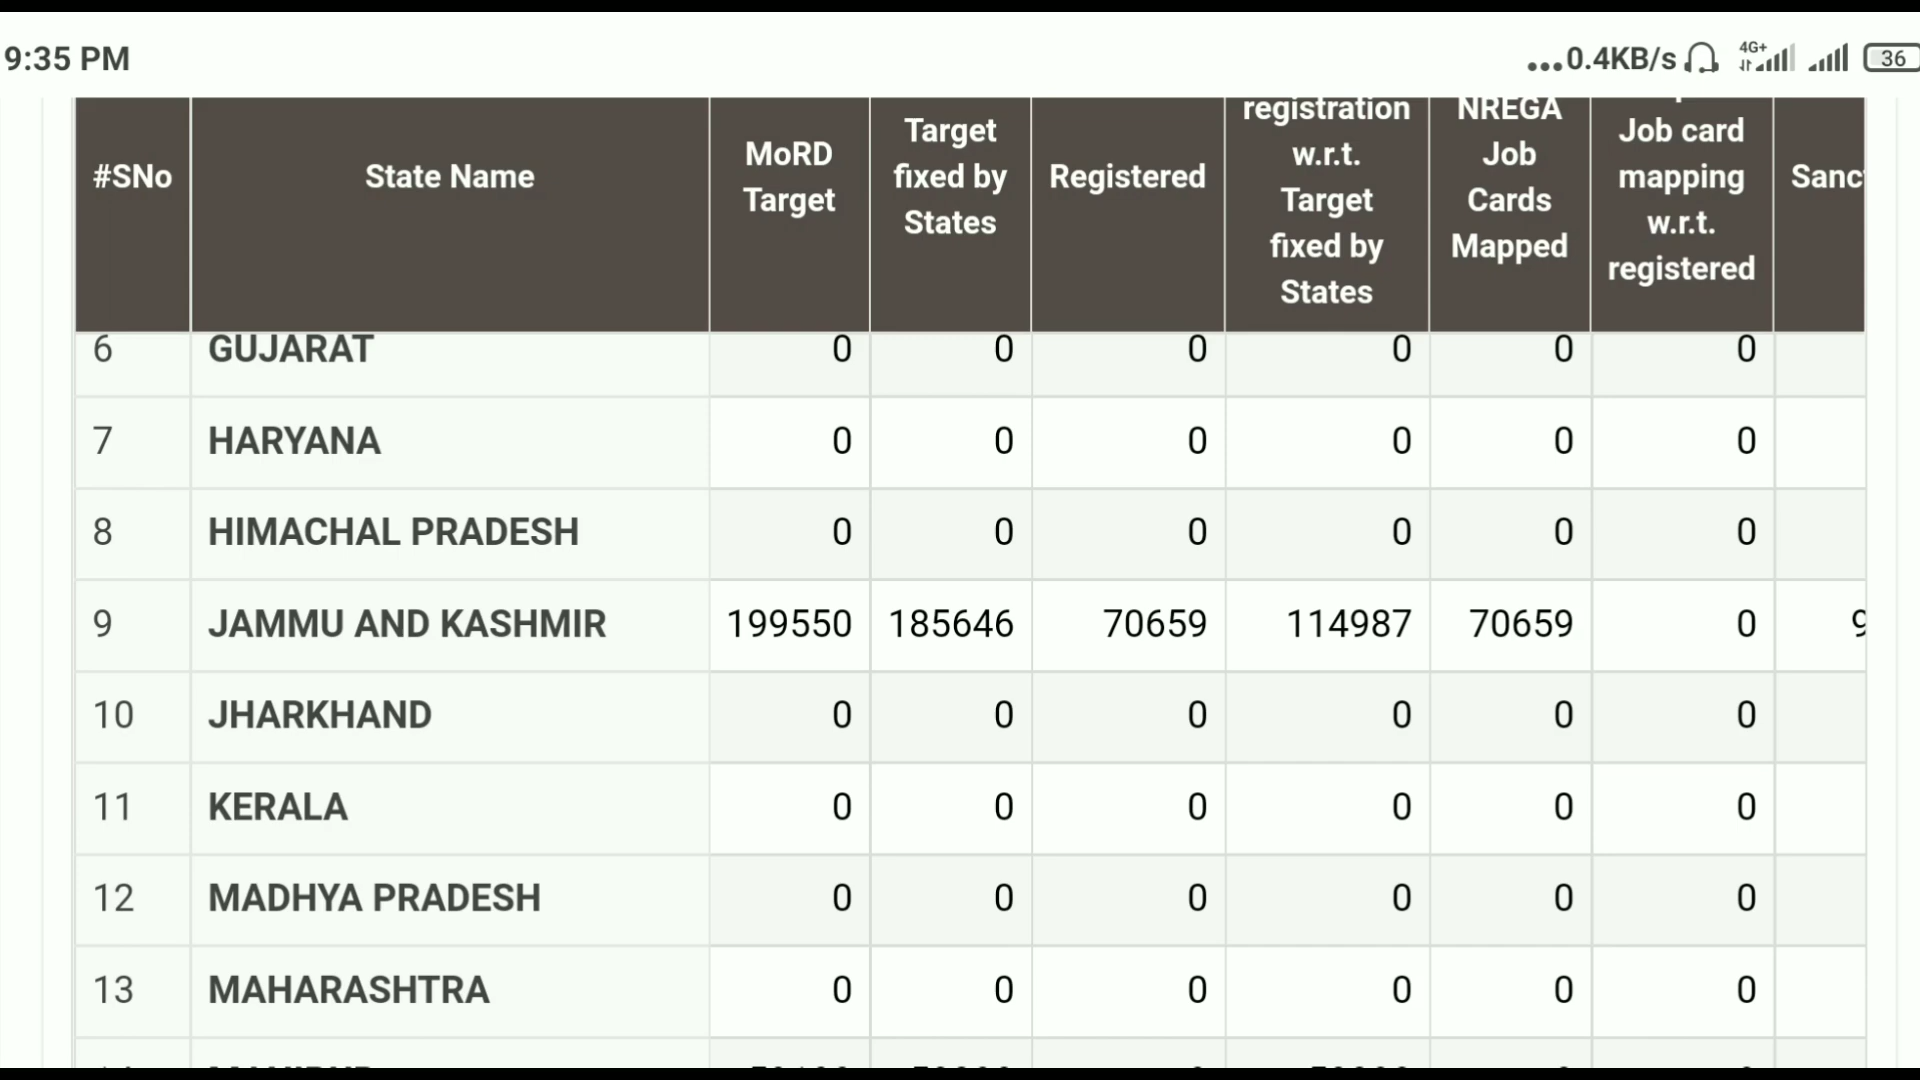 9:35 PM
...0.4KB/s 4G+ 36
#SNo State Name MoRD Target Target fixed by States Registered registration w.r.t. Target fixed by States NREGA Job Cards Mapped Job card mapping w.r.t. registered
6 GUJARAT 0 0 0 0 0 0
7 HARYANA 0 0 0 0 0 0
8 HIMACHAL PRADESH 0 0 0 0 0 0
9 JAMMU AND KASHMIR 199550 185646 70659 114987 70659 0 9
10 JHARKHAND 0 0 0 0 0 0
11 KERALA 0 0 0 0 0 0
12 MADHYA PRADESH 0 0 0 0 0 0
13 MAHARASHTRA 0 0 0 0 0 0